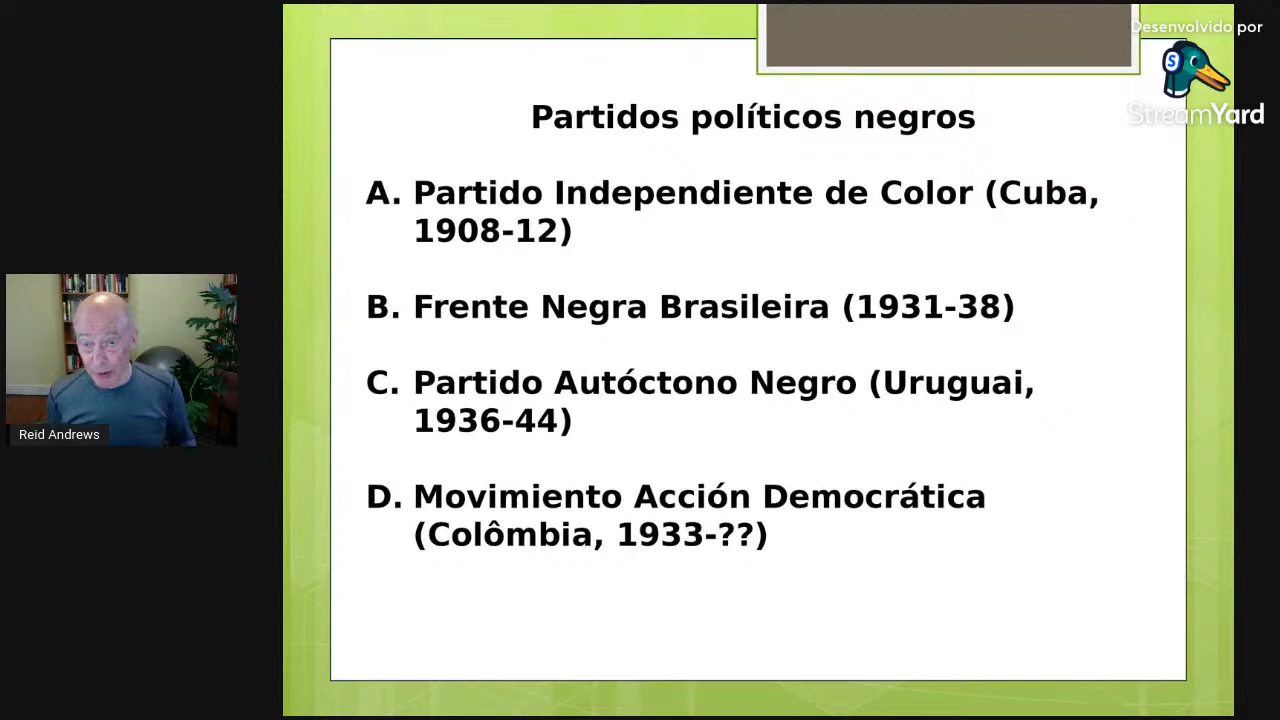 Desenvolvido por
S
StreamYard
Partidos políticos negros
A. Partido Independiente de Color (Cuba,
1908-12)
B. Frente Negra Brasileira (1931-38)
C. Partido Autóctono Negro (Uruguai,
1936-44)
D. Movimiento Acción Democrática
(Colômbia, 1933-??)
Reid Andrews